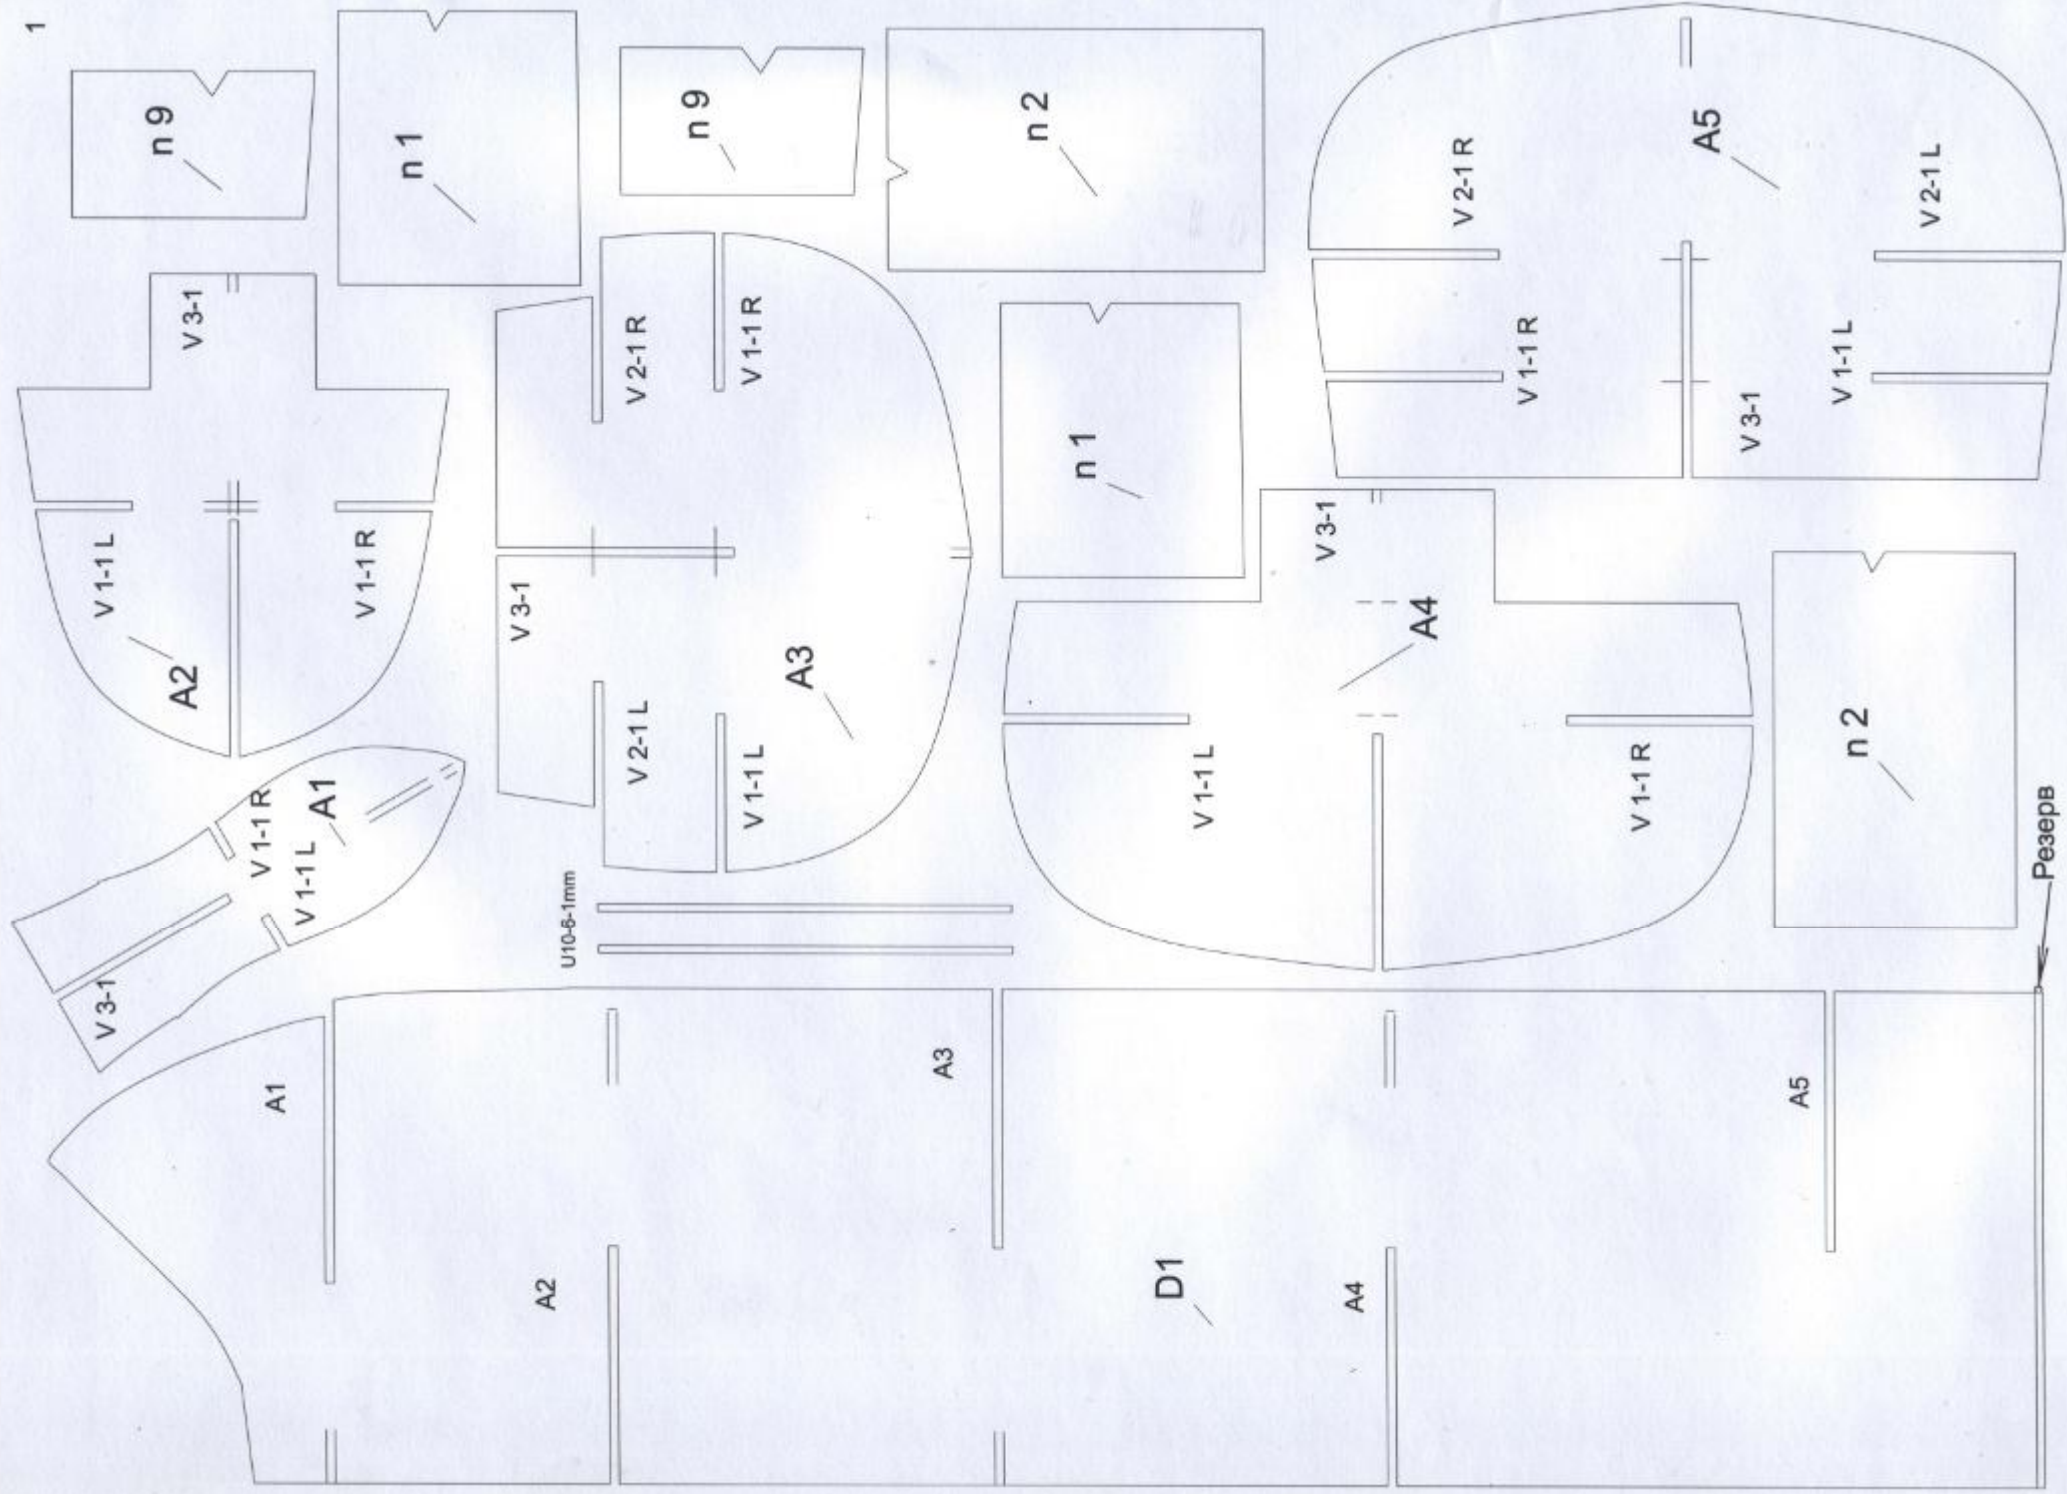 1
n 9
n 1
n 9
n 2
A5
V 2-1 R
V 2-1 L
V 1-1 R
V 1-1 L
V 3-1
V 3-1
V 1-1 L
V 1-1 R
A2
V 2-1 R
V 1-1 R
V 3-1
A3
V 2-1 L
V 1-1 L
n 1
V 3-1
A4
V 1-1 L
V 1-1 R
n 2
V 1-1 R
V 1-1 L
A1
V 3-1
U10-6-1mm
Резерв
A1
A2
A3
D1
A4
A5